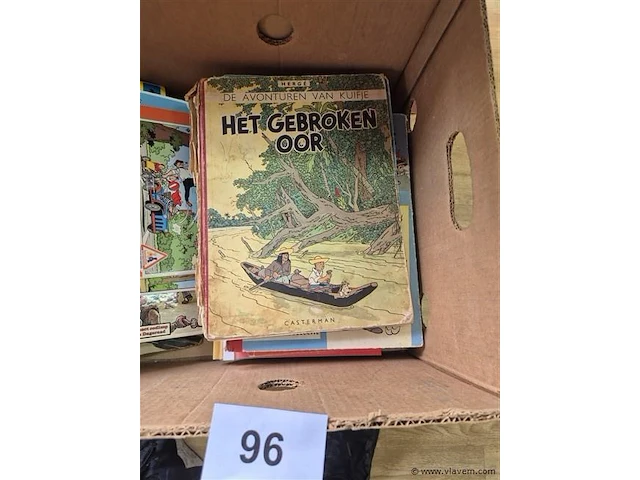 HERGÉ
DE AVONTUREN VAN KUIFJE
HET GEBROKEN
OOR
CASTERMAN
96
© www.vlavem.com